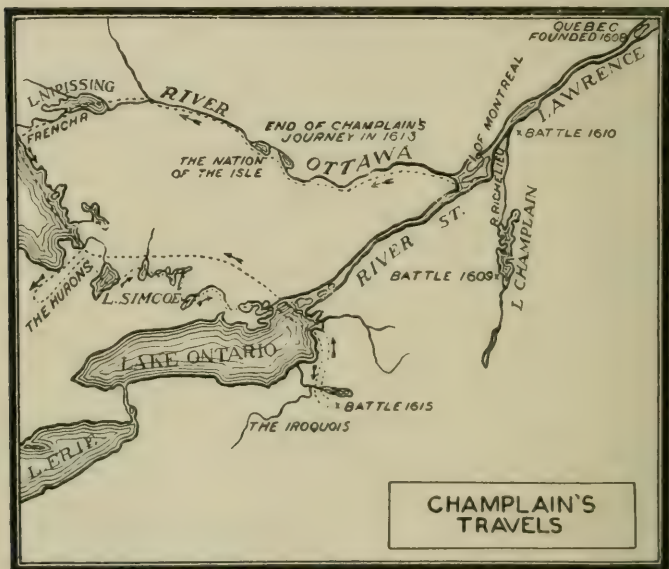 QUEBEC
FOUNDED 1608
L. NIPISSING
RIVER
FRENCH R
END OF CHAMPLAIN'S
JOURNEY IN 1613
THE NATION
OF THE ISLE
OTTAWA
I. OF MONTREAL
LAWRENCE
× BATTLE 1610
R. RICHELIEU
L CHAMPLAIN
BATTLE 1609 ×
RIVER ST.
THE HURONS
L. SIMCOE
LAKE ONTARIO
× BATTLE 1615
THE IROQUOIS
L. ERIE
CHAMPLAIN'S
TRAVELS